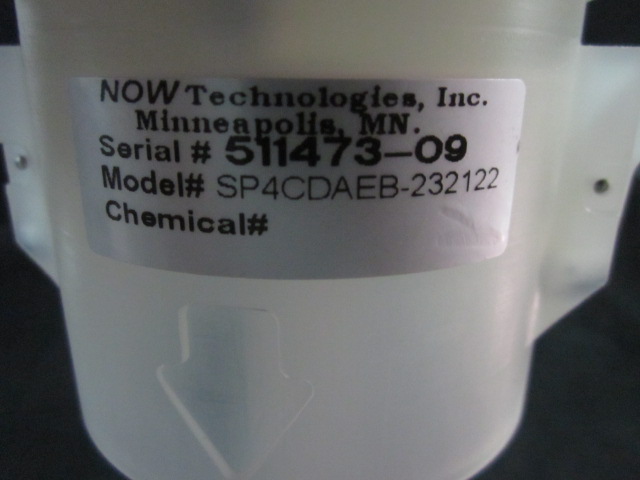 NOW Technologies, Inc.
Minneapolis, MN.
Serial # 511473-09
Model# SP4CDAEB-232122
Chemical#